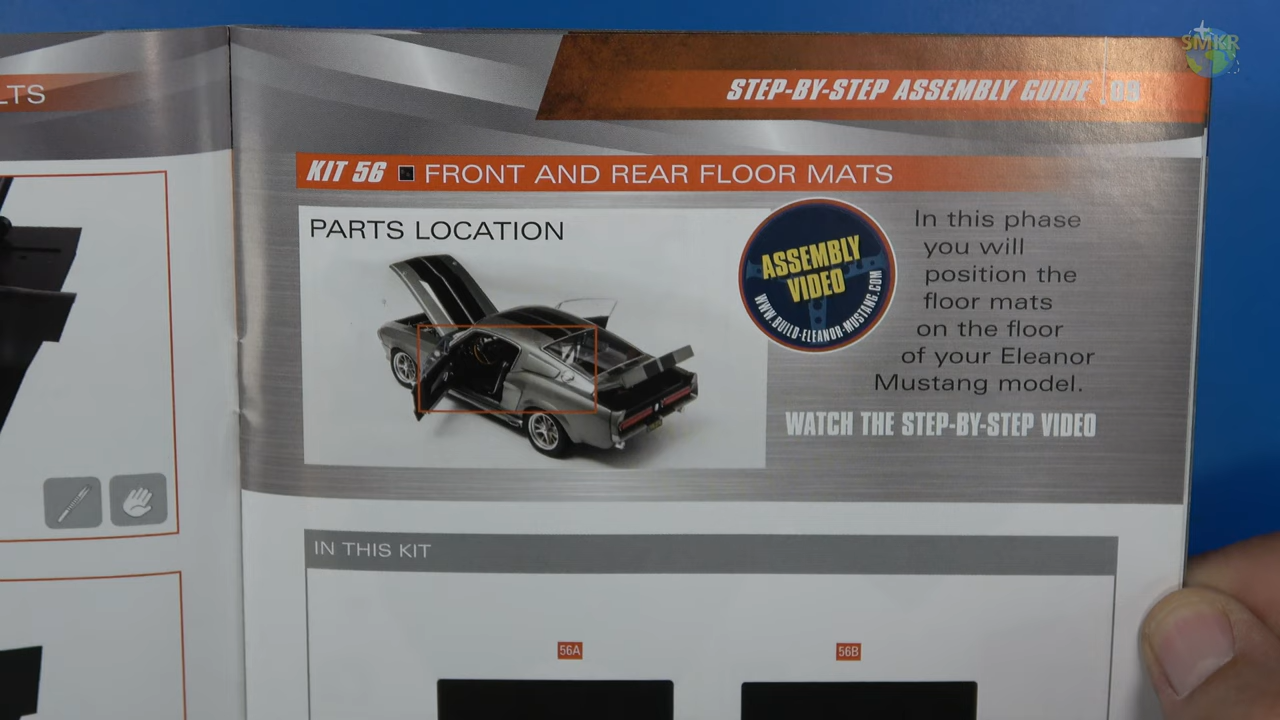 LTS
STEP-BY-STEP ASSEMBLY GUIDE
SMKR
KIT 56 FRONT AND REAR FLOOR MATS
PARTS LOCATION
ASSEMBLY
VIDEO
WWW.BUILD-ELEANOR-MUSTANG.COM
In this phase
you will
position the
floor mats
on the floor
of your Eleanor
Mustang model.
WATCH THE STEP-BY-STEP VIDEO
IN THIS KIT
56A
56B